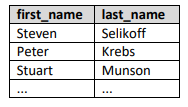 first_name last_name
Steven Selikoff
Peter Krebs
Stuart Munson
... ...